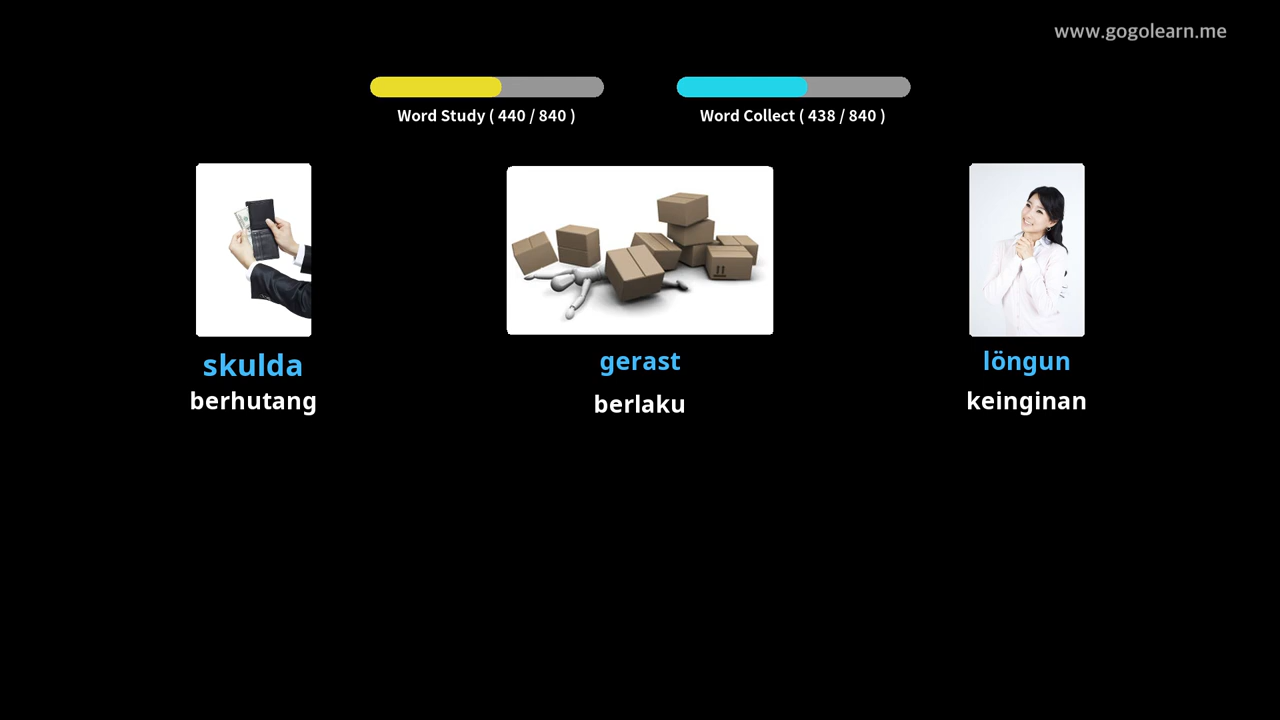 www.gogolearn.me
Word Study ( 440 / 840 )
Word Collect ( 438 / 840 )
skulda
berhutang
gerast
berlaku
löngun
keinginan